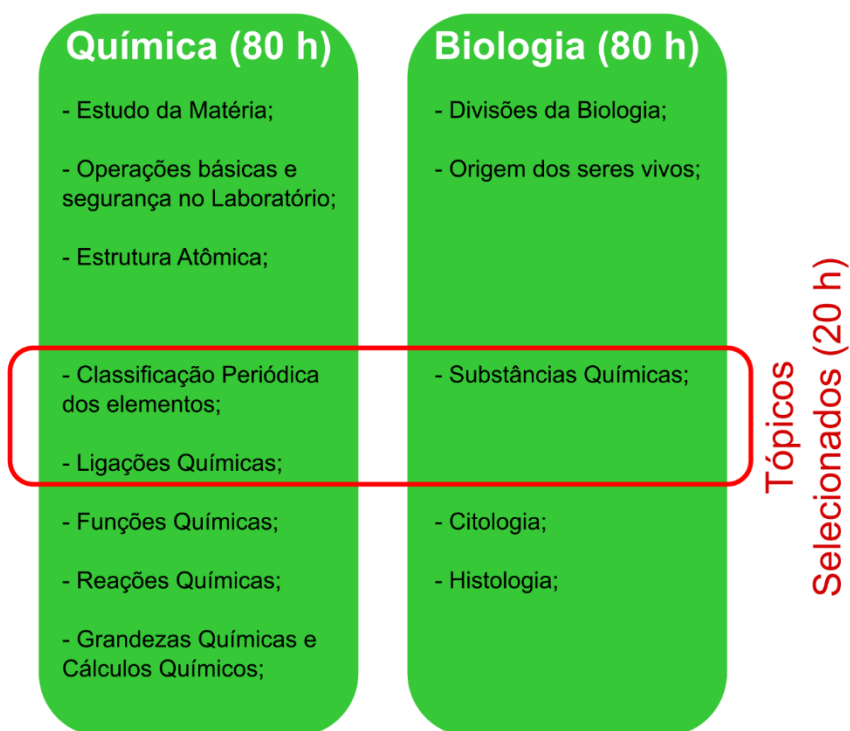 Química (80 h)
- Estudo da Matéria;
- Operações básicas e
segurança no Laboratório;
- Estrutura Atômica;
- Classificação Periódica
dos elementos;
- Ligações Químicas;
- Funções Químicas;
- Reações Químicas;
- Grandezas Químicas e
Cálculos Químicos;
Biologia (80 h)
- Divisões da Biologia;
- Origem dos seres vivos;
- Substâncias Químicas;
- Citologia;
- Histologia;
Tópicos
Selecionados (20 h)